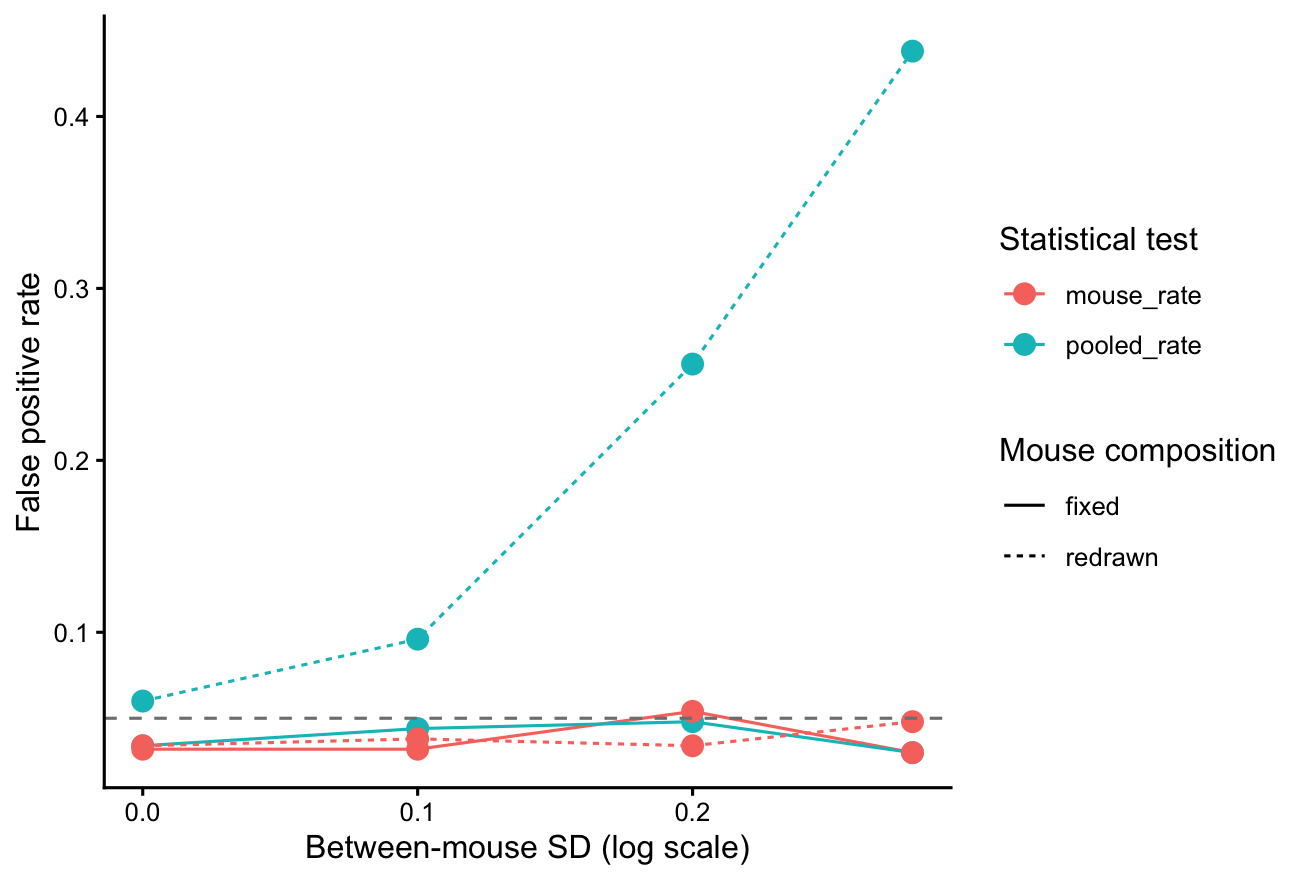 0.4
0.3
0.2
0.1
False positive rate
0.0
0.1
0.2
Between-mouse SD (log scale)
Statistical test
mouse_rate
pooled_rate
Mouse composition
fixed
redrawn